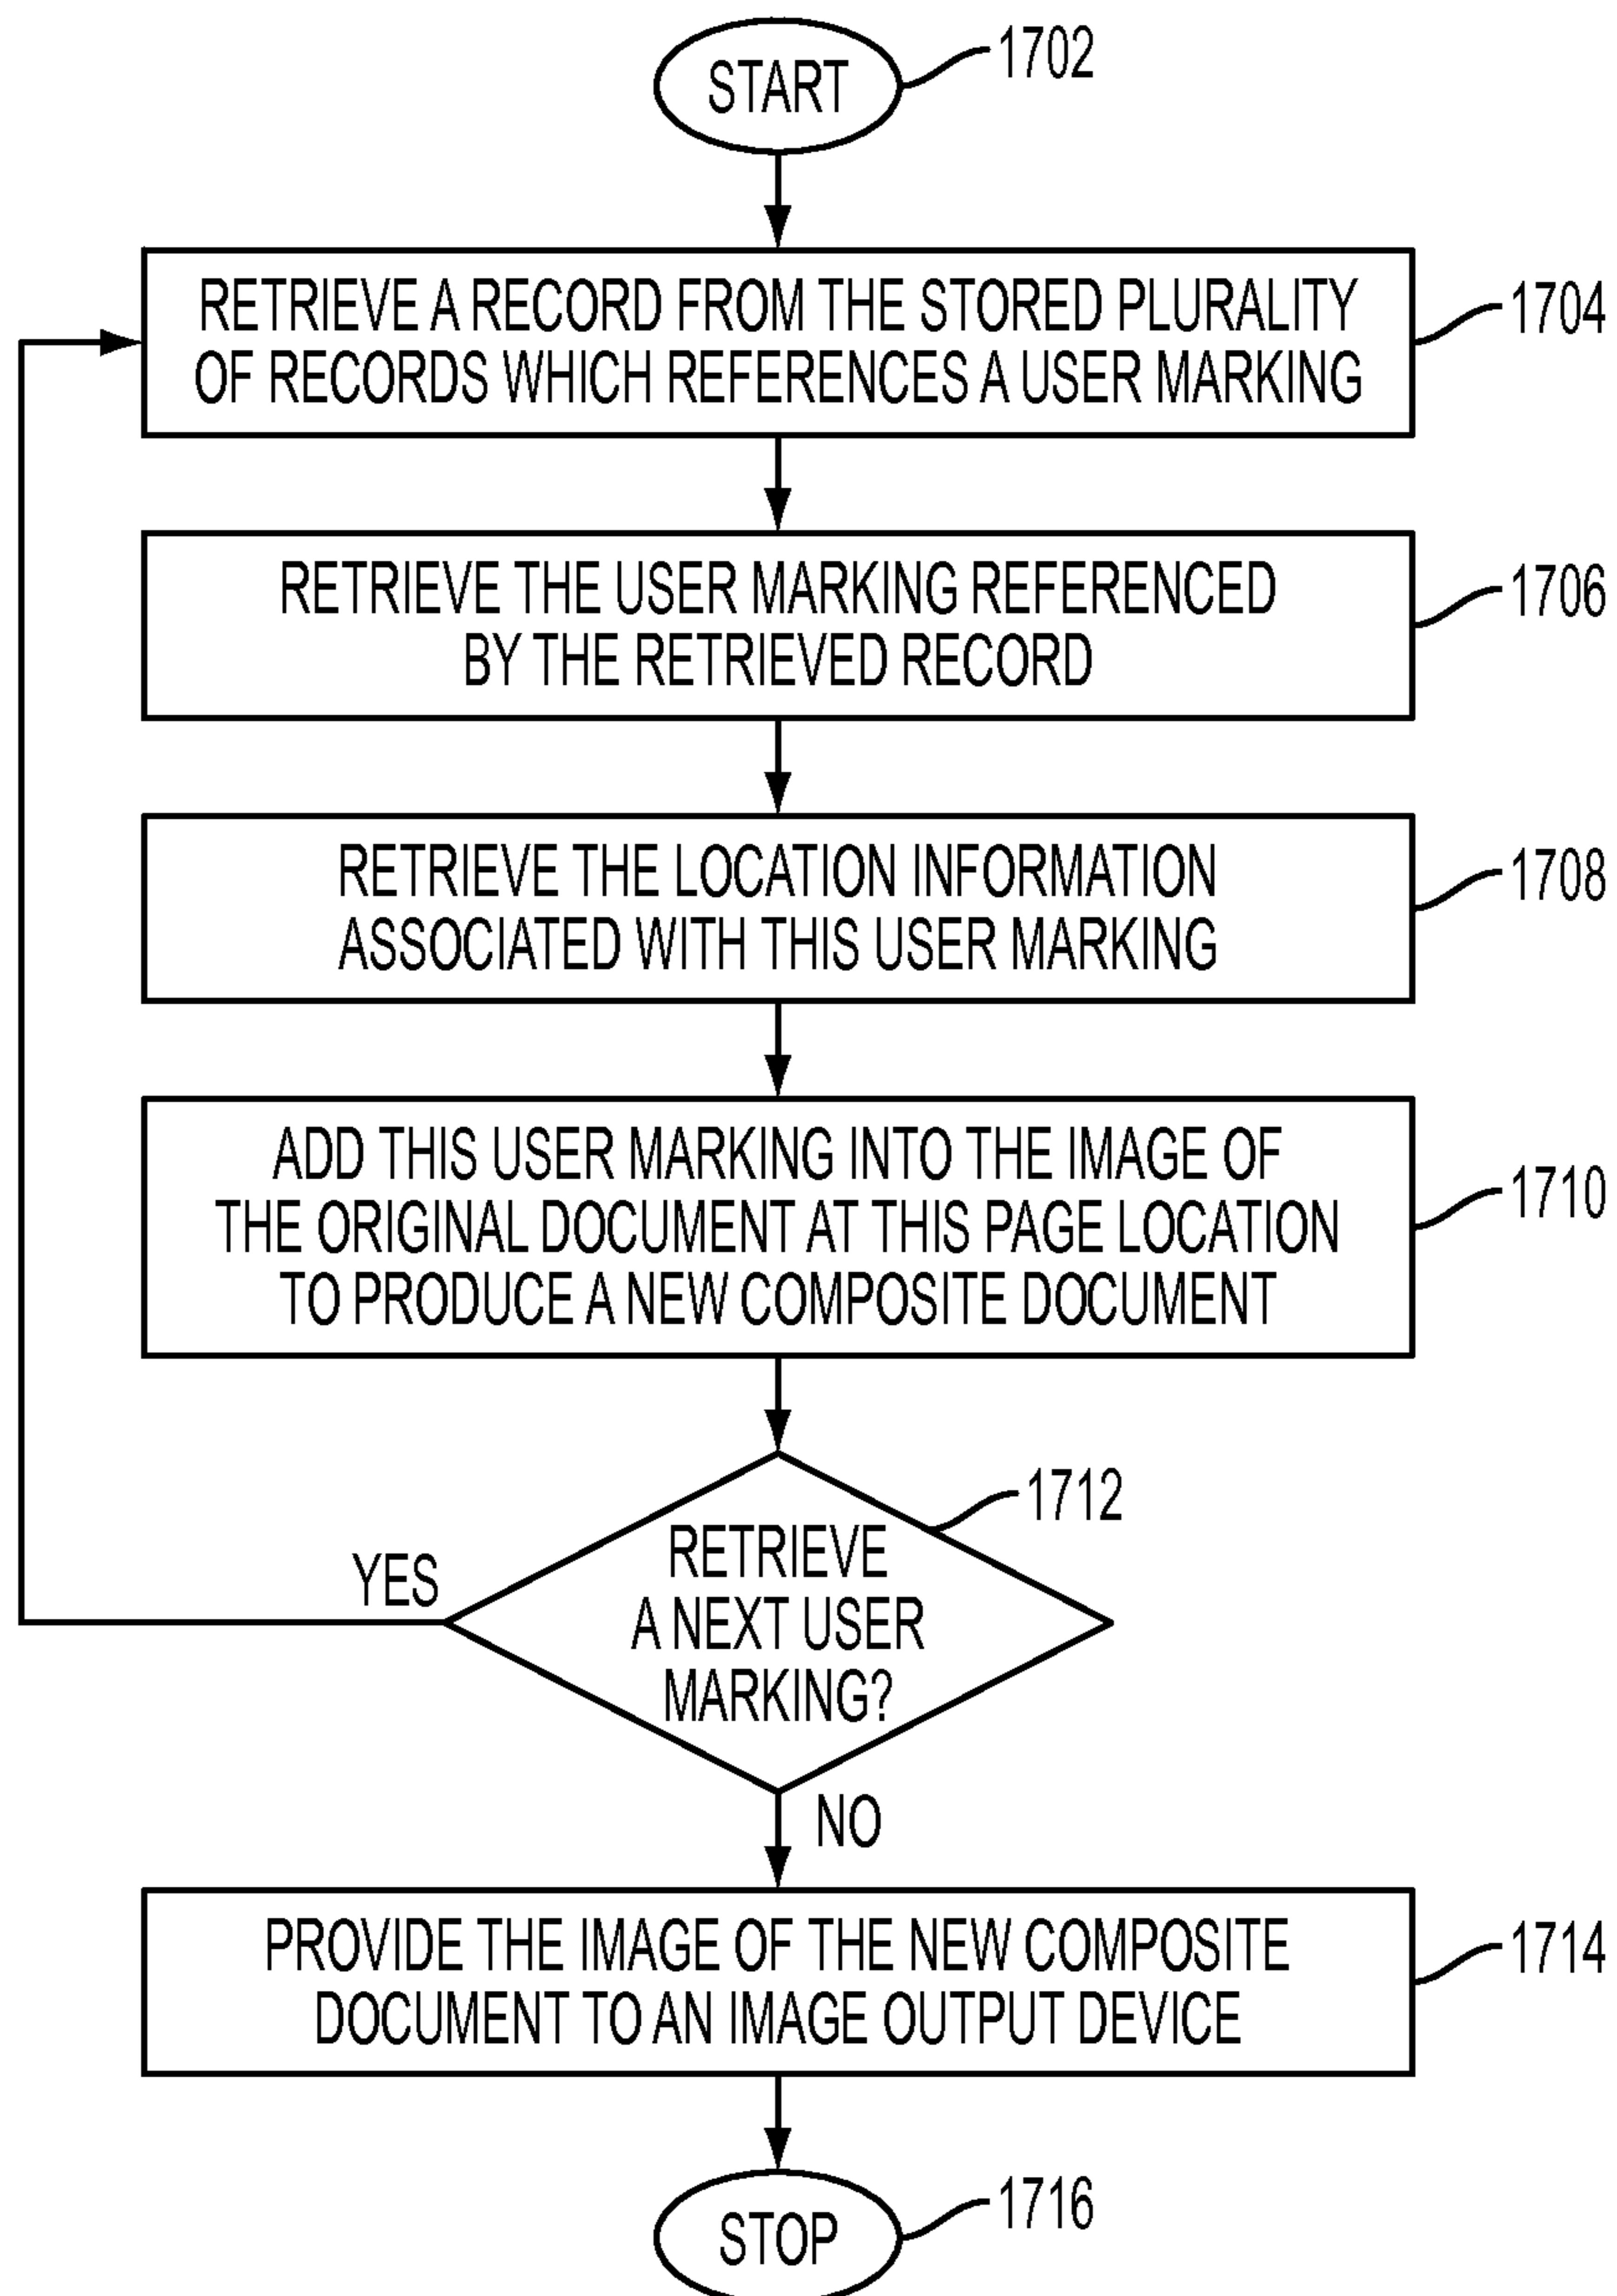 START
1702
RETRIEVE A RECORD FROM THE STORED PLURALITY
OF RECORDS WHICH REFERENCES A USER MARKING
1704
RETRIEVE THE USER MARKING REFERENCED
BY THE RETRIEVED RECORD
1706
RETRIEVE THE LOCATION INFORMATION
ASSOCIATED WITH THIS USER MARKING
1708
ADD THIS USER MARKING INTO THE IMAGE OF
THE ORIGINAL DOCUMENT AT THIS PAGE LOCATION
TO PRODUCE A NEW COMPOSITE DOCUMENT
1710
RETRIEVE
A NEXT USER
MARKING?
1712
YES
NO
PROVIDE THE IMAGE OF THE NEW COMPOSITE
DOCUMENT TO AN IMAGE OUTPUT DEVICE
1714
STOP
1716